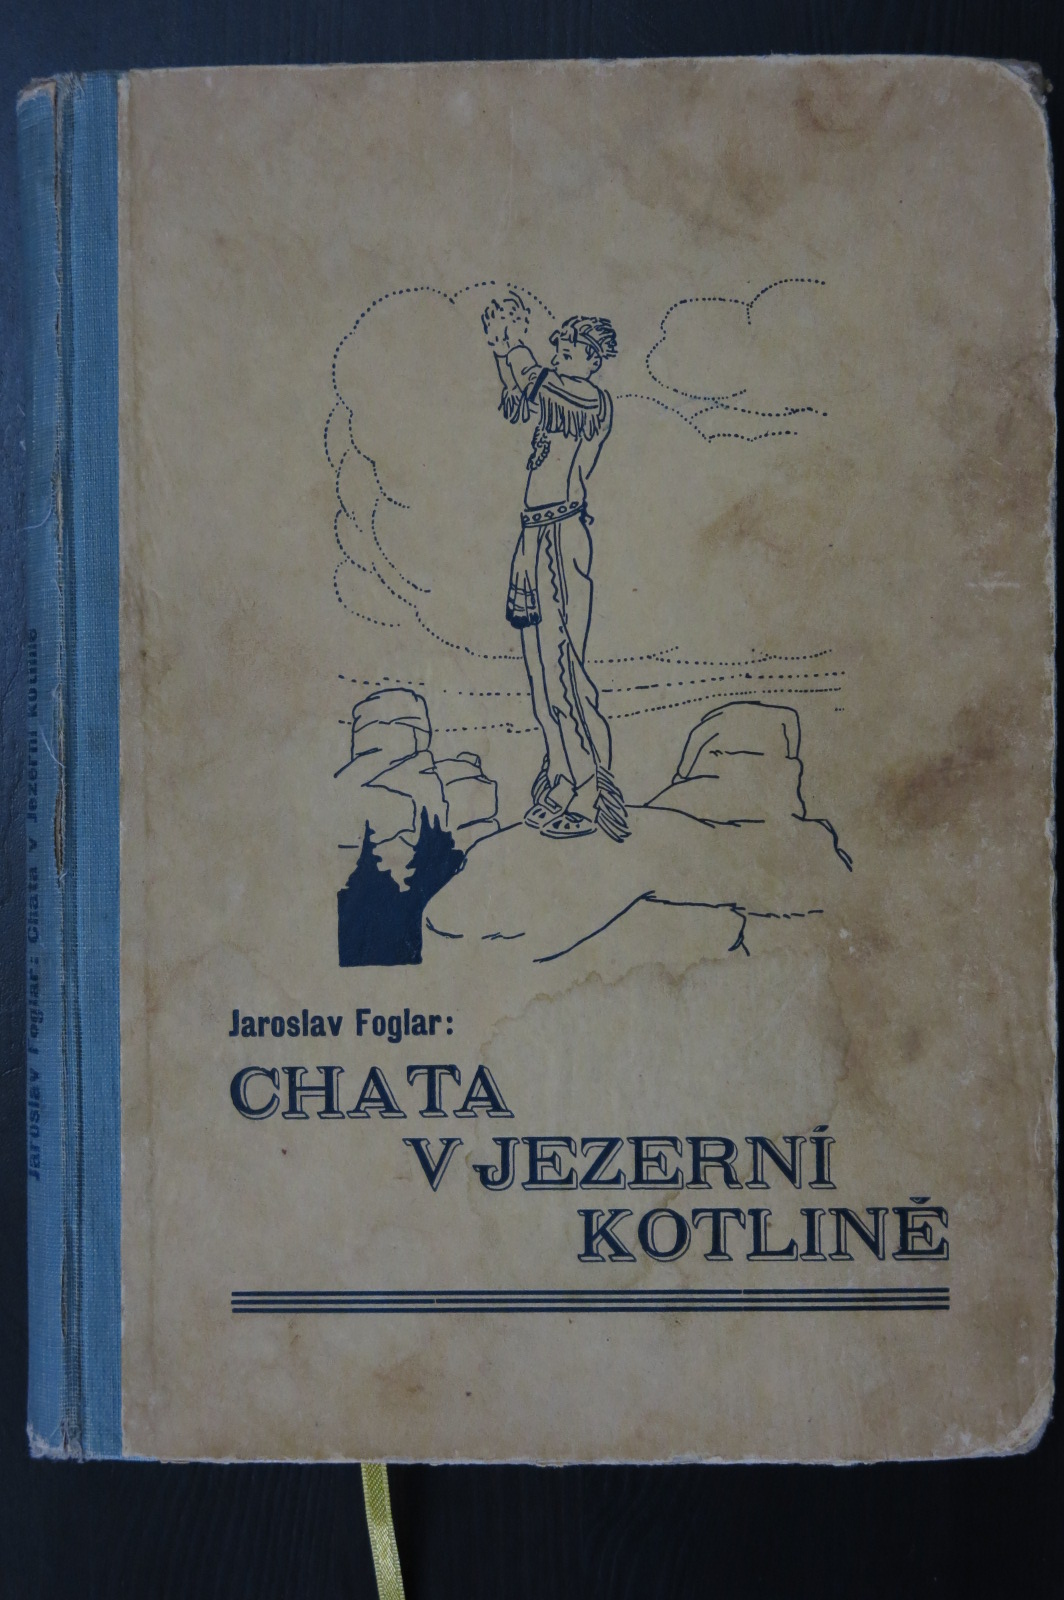 Jaroslav Foglar:
CHATA
V JEZERNÍ
KOTLINĚ
Jaroslav Foglar: Chata v Jezerní kotlině